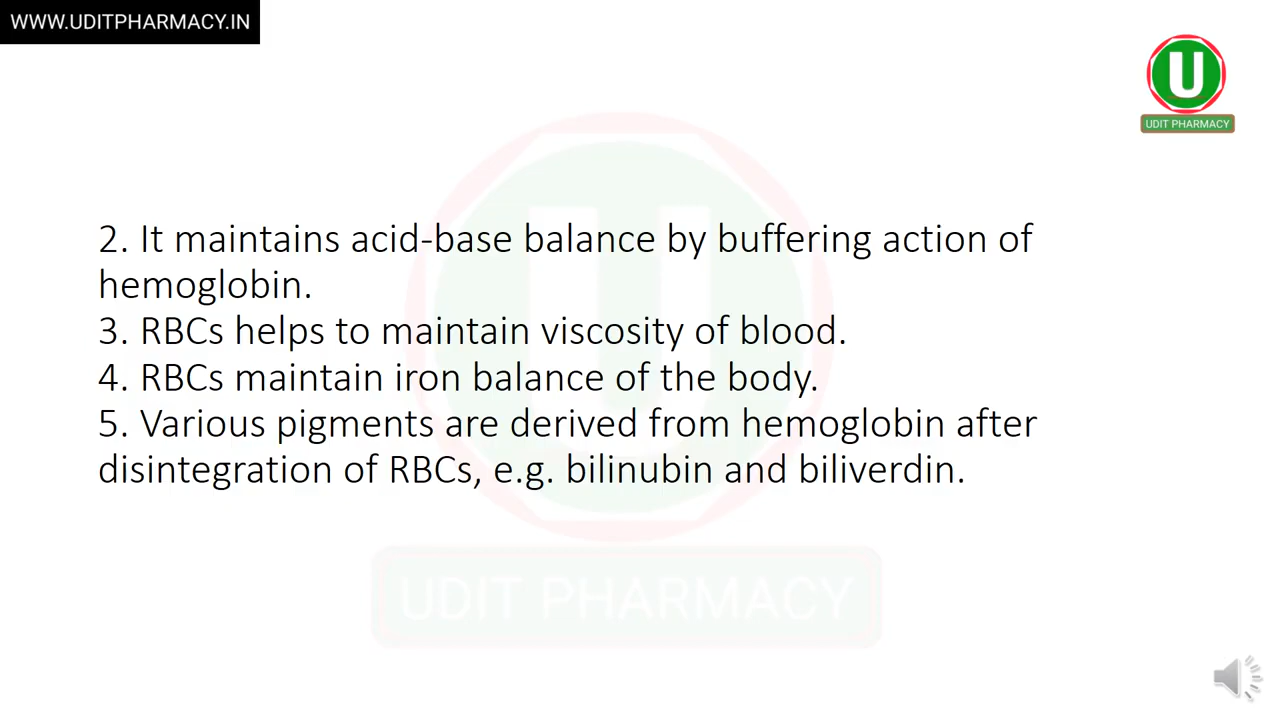 WWW.UDITPHARMACY.IN
U
UDIT PHARMACY
2. It maintains acid-base balance by buffering action of
hemoglobin.
3. RBCs helps to maintain viscosity of blood.
4. RBCs maintain iron balance of the body.
5. Various pigments are derived from hemoglobin after
disintegration of RBCs, e.g. bilinubin and biliverdin.
U
UDIT PHARMACY